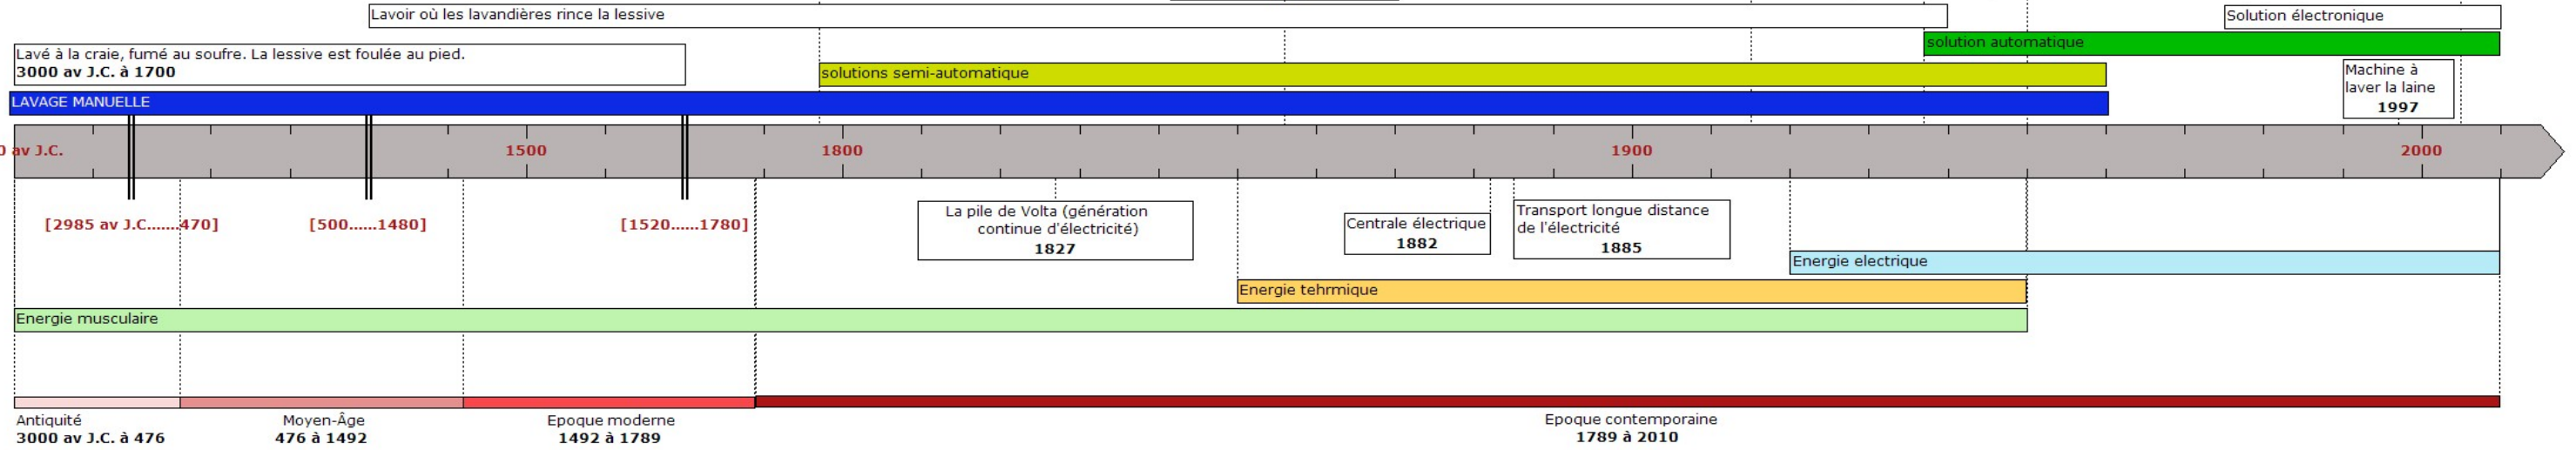 Lavoir où les lavandières rince la lessive
Solution électronique
solution automatique
Lavé à la craie, fumé au soufre. La lessive est foulée au pied.
3000 av J.C. à 1700
solutions semi-automatique
Machine à
laver la laine
1997
LAVAGE MANUELLE
0 av J.C.
1500
1800
1900
2000
[2985 av J.C.......470]
[500......1480]
[1520......1780]
La pile de Volta (génération
continue d'électricité)
1827
Centrale électrique
1882
Transport longue distance
de l'électricité
1885
Energie electrique
Energie tehrmique
Energie musculaire
Antiquité
3000 av J.C. à 476
Moyen-Âge
476 à 1492
Epoque moderne
1492 à 1789
Epoque contemporaine
1789 à 2010